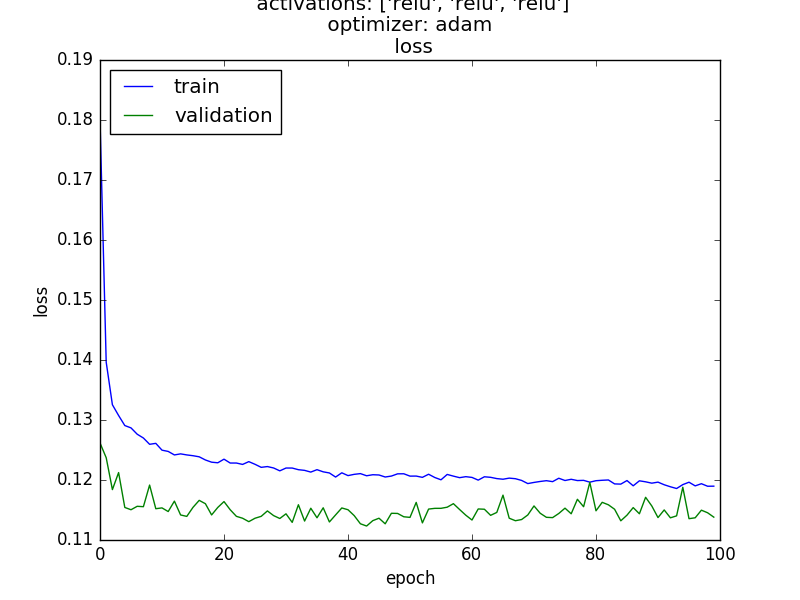 activations: ['relu', 'relu', 'relu']
optimizer: adam
loss
0.19
0.18
0.17
0.16
0.15
0.14
0.13
0.12
0.11
train
validation
loss
0
20
40
60
80
100
epoch